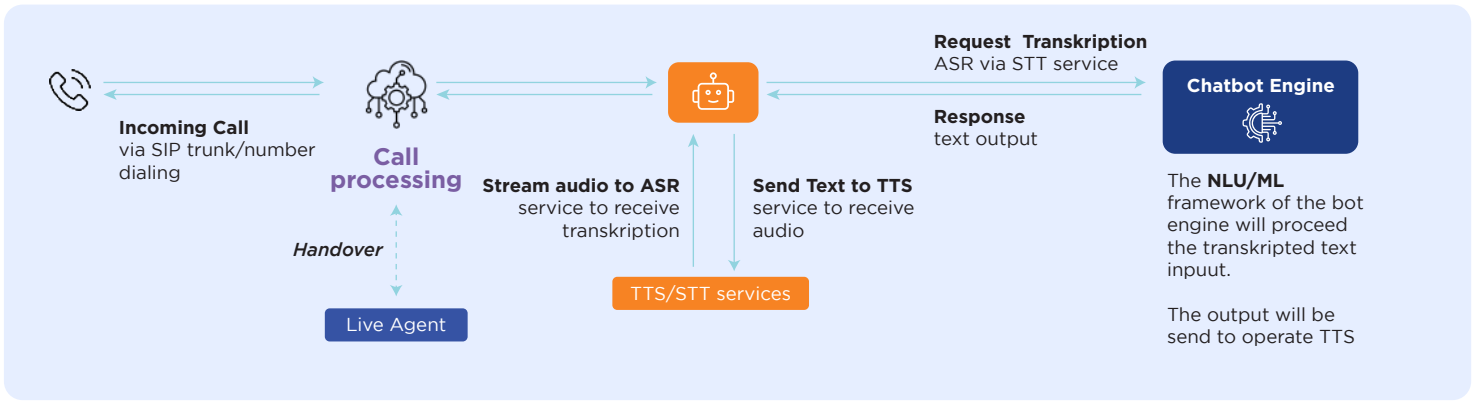 Incoming Call
via SIP trunk/number
dialing
Call
processing
Handover
Live Agent
Stream audio to ASR
service to receive
transkription
Send Text to TTS
service to receive
audio
TTS/STT services
Request Transkription
ASR via STT service
Response
text output
Chatbot Engine
The NLU/ML
framework of the bot
engine will proceed
the transkripted text
inpuut.
The output will be
send to operate TTS